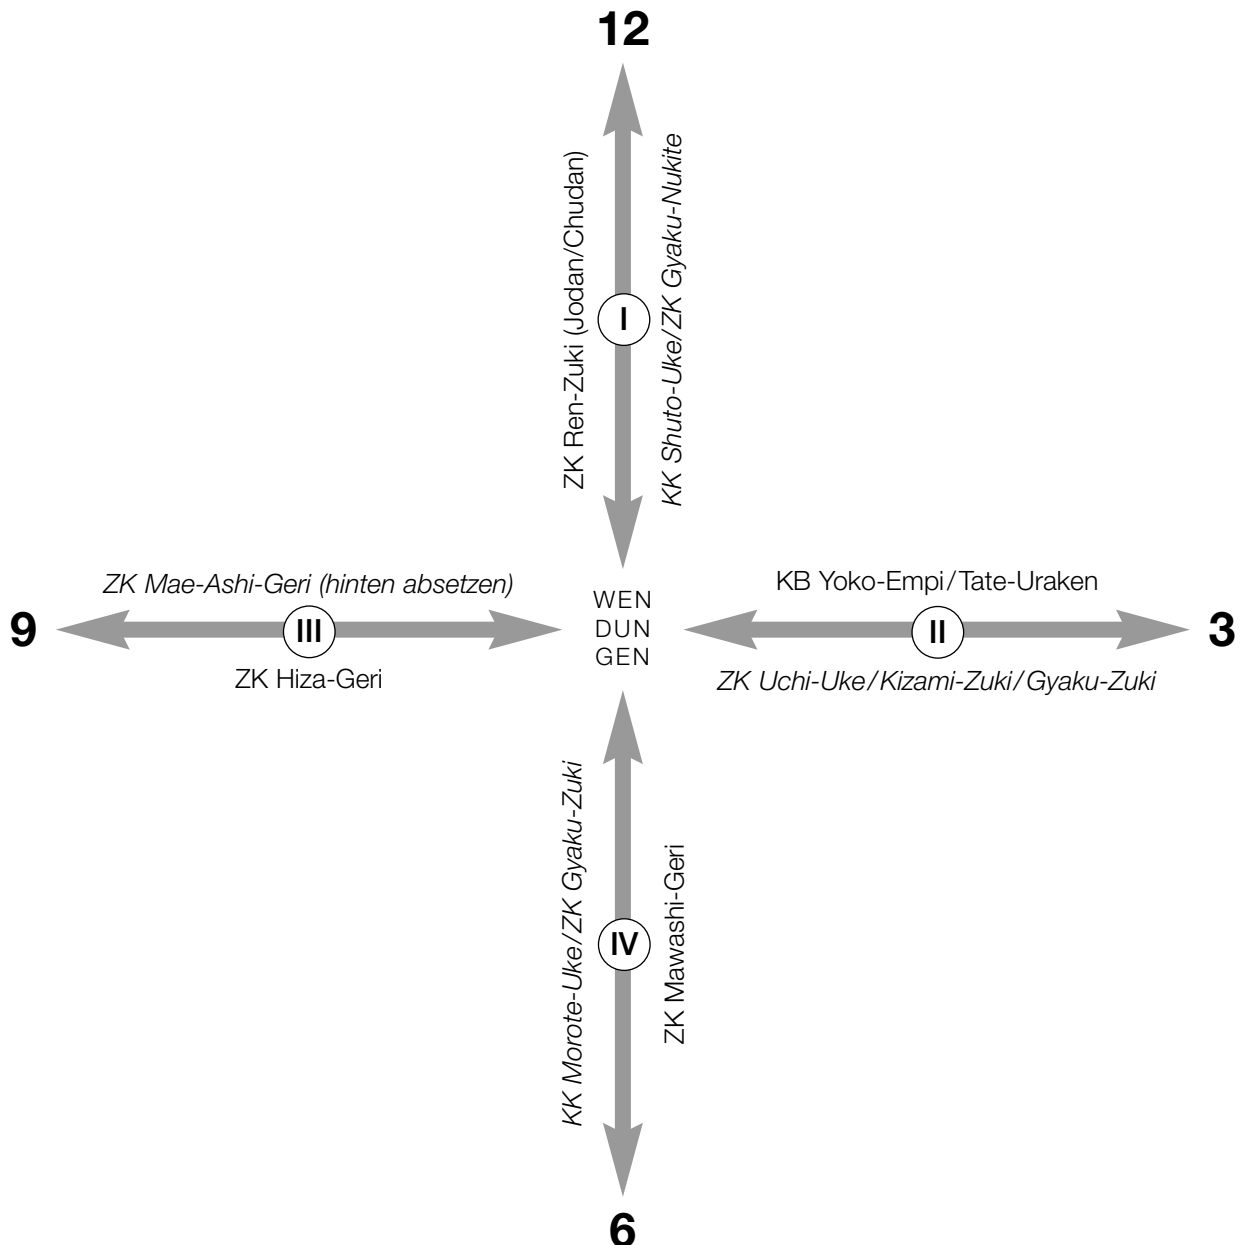 12
ZK Ren-Zuki (Jodan/Chudan)
I
KK Shuto-Uke/ZK Gyaku-Nukite
ZK Mae-Ashi-Geri (hinten absetzen)
9
III
ZK Hiza-Geri
WEN
DUN
GEN
KB Yoko-Empi/Tate-Uraken
II
3
ZK Uchi-Uke/Kizami-Zuki/Gyaku-Zuki
KK Morote-Uke/ZK Gyaku-Zuki
IV
ZK Mawashi-Geri
6